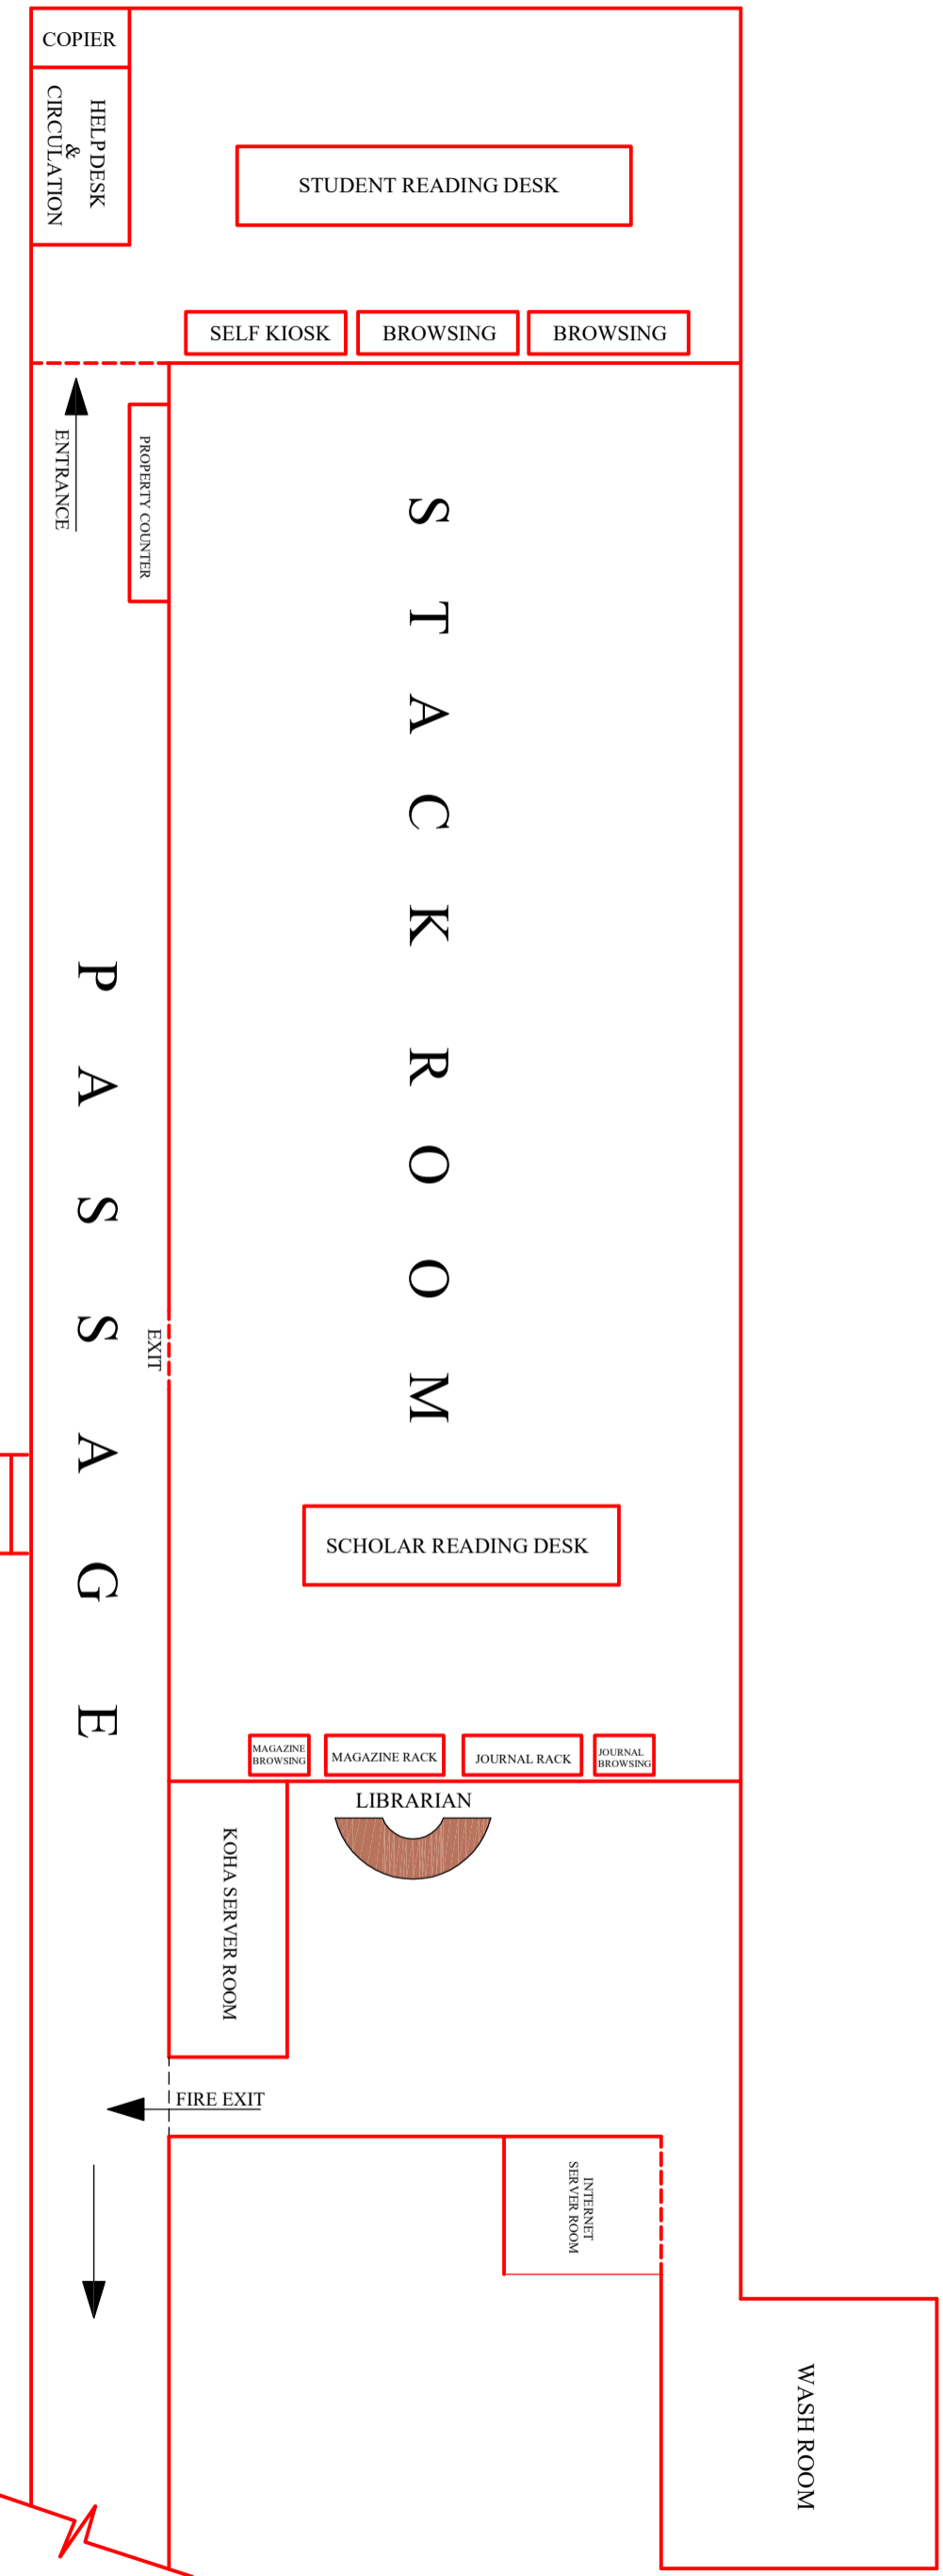 COPIER
HELPDESK
&
CIRCULATION
STUDENT READING DESK
SELF KIOSK
BROWSING
BROWSING
ENTRANCE
PROPERTY COUNTER
STACK ROOM
PASSAGE
EXIT
SCHOLAR READING DESK
MAGAZINE
BROWSING
MAGAZINE RACK
JOURNAL RACK
JOURNAL
BROWSING
LIBRARIAN
KOHA SERVER ROOM
FIRE EXIT
INTERNET
SERVER ROOM
WASH ROOM